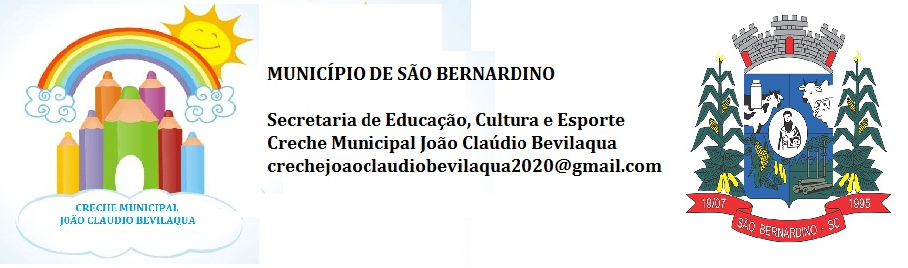 MUNICÍPIO DE SÃO BERNARDINO
Secretaria de Educação, Cultura e Esporte
Creche Municipal João Claúdio Bevilaqua
crechejoaoclaudiobevilaqua2020@gmail.com
CRECHE MUNICIPAL
JOÃO CLAUDIO BEVILAQUA
19/07
1995
SÃO BERNARDINO - SC